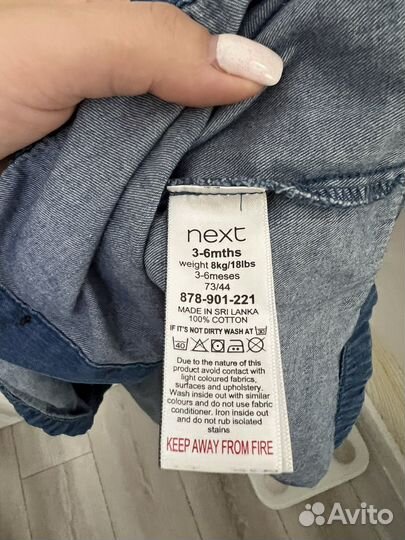 next
3-6mths
weight 8kg/18lbs
3-6meses
73/44
878-901-221
MADE IN SRI LANKA
100% COTTON
IF IT'S NOT DIRTY WASH AT 30
40
Due to the nature of this
product avoid contact with
light coloured fabrics,
surfaces and upholstery.
Wash inside out and with similar
colours and do not use fabric
conditioner. Iron inside out
and do not rub isolated
stains
KEEP AWAY FROM FIRE
Avito